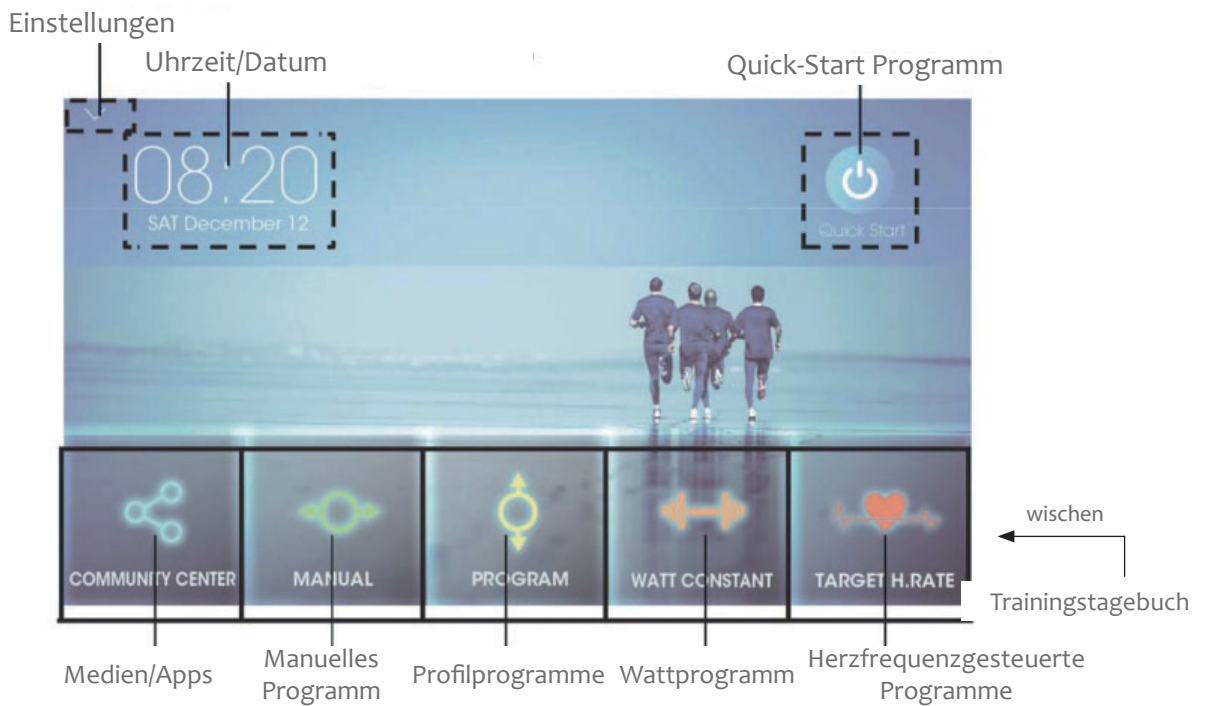 Einstellungen
Uhrzeit/Datum
Quick-Start Programm
08:20
SAT December 12
Quick Start
COMMUNITY CENTER
MANUAL
PROGRAM
WATT CONSTANT
TARGET H.RATE
wischen
Trainingstagebuch
Medien/Apps
Manuelles
Programm
Profilprogramme
Wattprogramm
Herzfrequenzgesteuerte
Programme